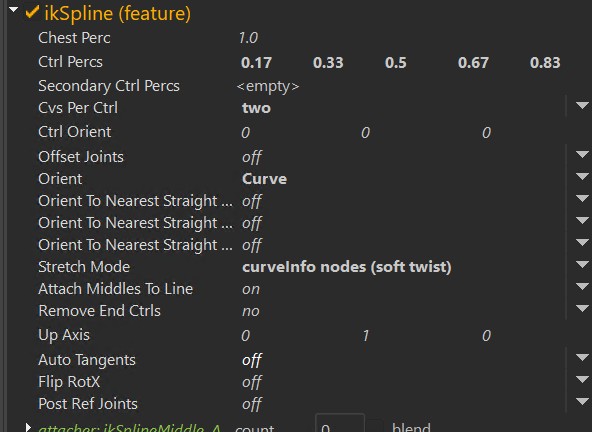 ikSpline (feature)
Chest Perc 1.0
Ctrl Percs 0.17 0.33 0.5 0.67 0.83
Secondary Ctrl Percs <empty>
Cvs Per Ctrl two
Ctrl Orient 0 0 0
Offset Joints off
Orient Curve
Orient To Nearest Straight ... off
Orient To Nearest Straight ... off
Orient To Nearest Straight ... off
Stretch Mode curveInfo nodes (soft twist)
Attach Middles To Line on
Remove End Ctrls no
Up Axis 0 1 0
Auto Tangents off
Flip RotX off
Post Ref Joints off
attacher: ikSplineMiddle_A count 0 blend